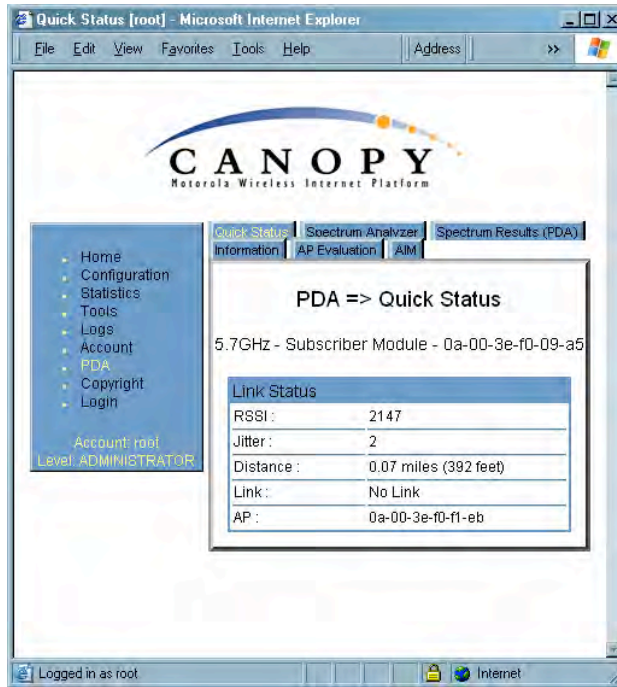 Quick Status [root] - Microsoft Internet Explorer
File Edit View Favorites Tools Help Address »
CANOPY
Motorola Wireless Internet Platform
Home
Configuration
Statistics
Tools
Logs
Account
PDA
Copyright
Login
Account: root
Level: ADMINISTRATOR
Quick Status Spectrum Analyzer Spectrum Results (PDA)
Information AP Evaluation AIM
PDA => Quick Status
5.7GHz - Subscriber Module - 0a-00-3e-f0-09-a5
Link Status
RSSI : 2147
Jitter : 2
Distance : 0.07 miles (392 feet)
Link : No Link
AP : 0a-00-3e-f0-f1-eb
Logged in as root Internet